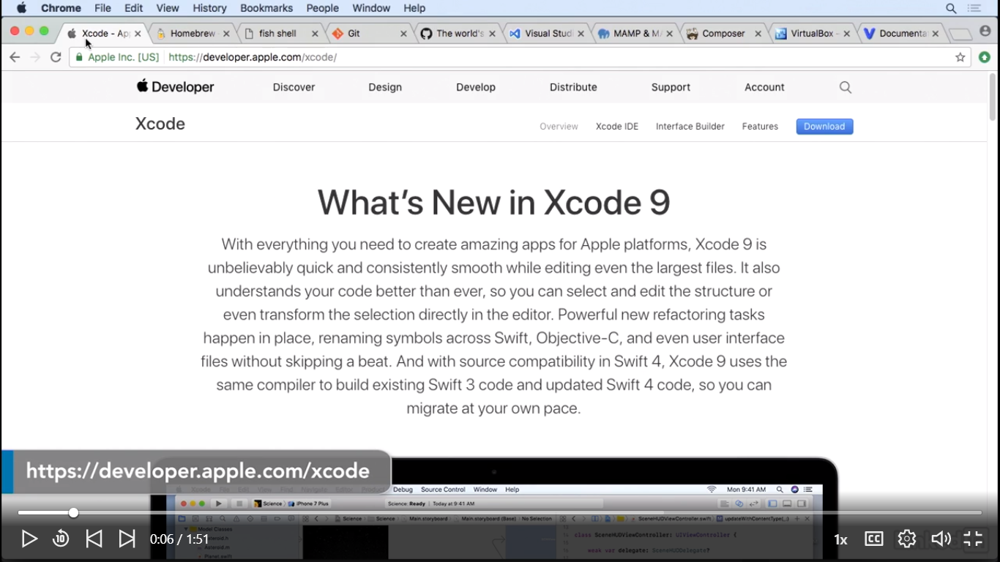 Chrome File Edit View History Bookmarks People Window Help
Xcode - App Homebrew fish shell Git The world's Visual Studi MAMP & MA Composer VirtualBox – Documenta
Apple Inc. [US] https://developer.apple.com/xcode/
Developer Discover Design Develop Distribute Support Account
Xcode Overview Xcode IDE Interface Builder Features Download
What's New in Xcode 9
With everything you need to create amazing apps for Apple platforms, Xcode 9 is
unbelievably quick and consistently smooth while editing even the largest files. It also
understands your code better than ever, so you can select and edit the structure or
even transform the selection directly in the editor. Powerful new refactoring tasks
happen in place, renaming symbols across Swift, Objective-C, and even user interface
files without skipping a beat. And with source compatibility in Swift 4, Xcode 9 uses the
same compiler to build existing Swift 3 code and updated Swift 4 code, so you can
migrate at your own pace.
https://developer.apple.com/xcode
Debug Source Control Window Help Mon 9:41 AM
Science iPhone 7 Plus Science: Ready Today at 9:41 AM
Science Science Main.storyboard Main.storyboard (Base) No Selection SceneHUDViewController.swift updateWithContentType(_:)
Model Classes
Asteroid.h
class SceneHUDViewController: UIViewController {
Asteroid.m
weak var delegate: SceneHUDDelegate?
Planet.swift
0:06 / 1:51 1x CC